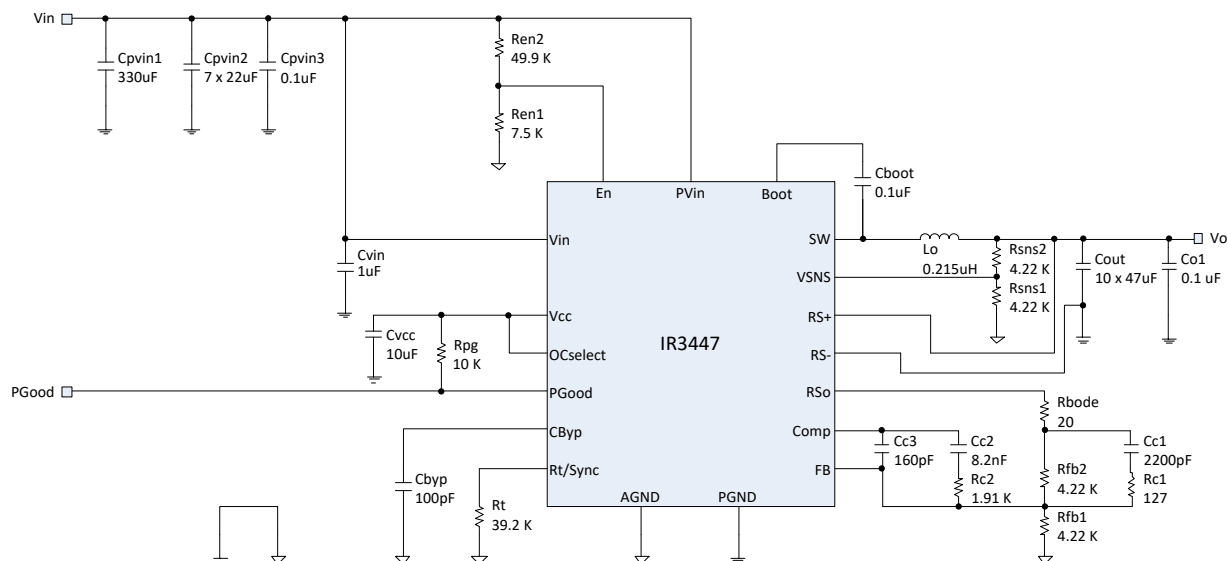 Vin
Cpvin1
330uF
Cpvin2
7 x 22uF
Cpvin3
0.1uF
Ren2
49.9 K
Ren1
7.5 K
Cboot
0.1uF
En
PVin
Boot
Vin
Cvin
1uF
SW
Lo
0.215uH
Rsns2
4.22 K
Rsns1
4.22 K
Cout
10 x 47uF
Co1
0.1 uF
Vo
VSNS
Vcc
Cvcc
10uF
Rpg
10 K
OCselect
IR3447
RS+
RS-
PGood
PGood
RSo
Rbode
20
CByp
Comp
Cc3
160pF
Cc2
8.2nF
Rc2
1.91 K
Cc1
2200pF
Rc1
127
Rfb2
4.22 K
Rfb1
4.22 K
Cbyp
100pF
Rt/Sync
FB
Rt
39.2 K
AGND
PGND